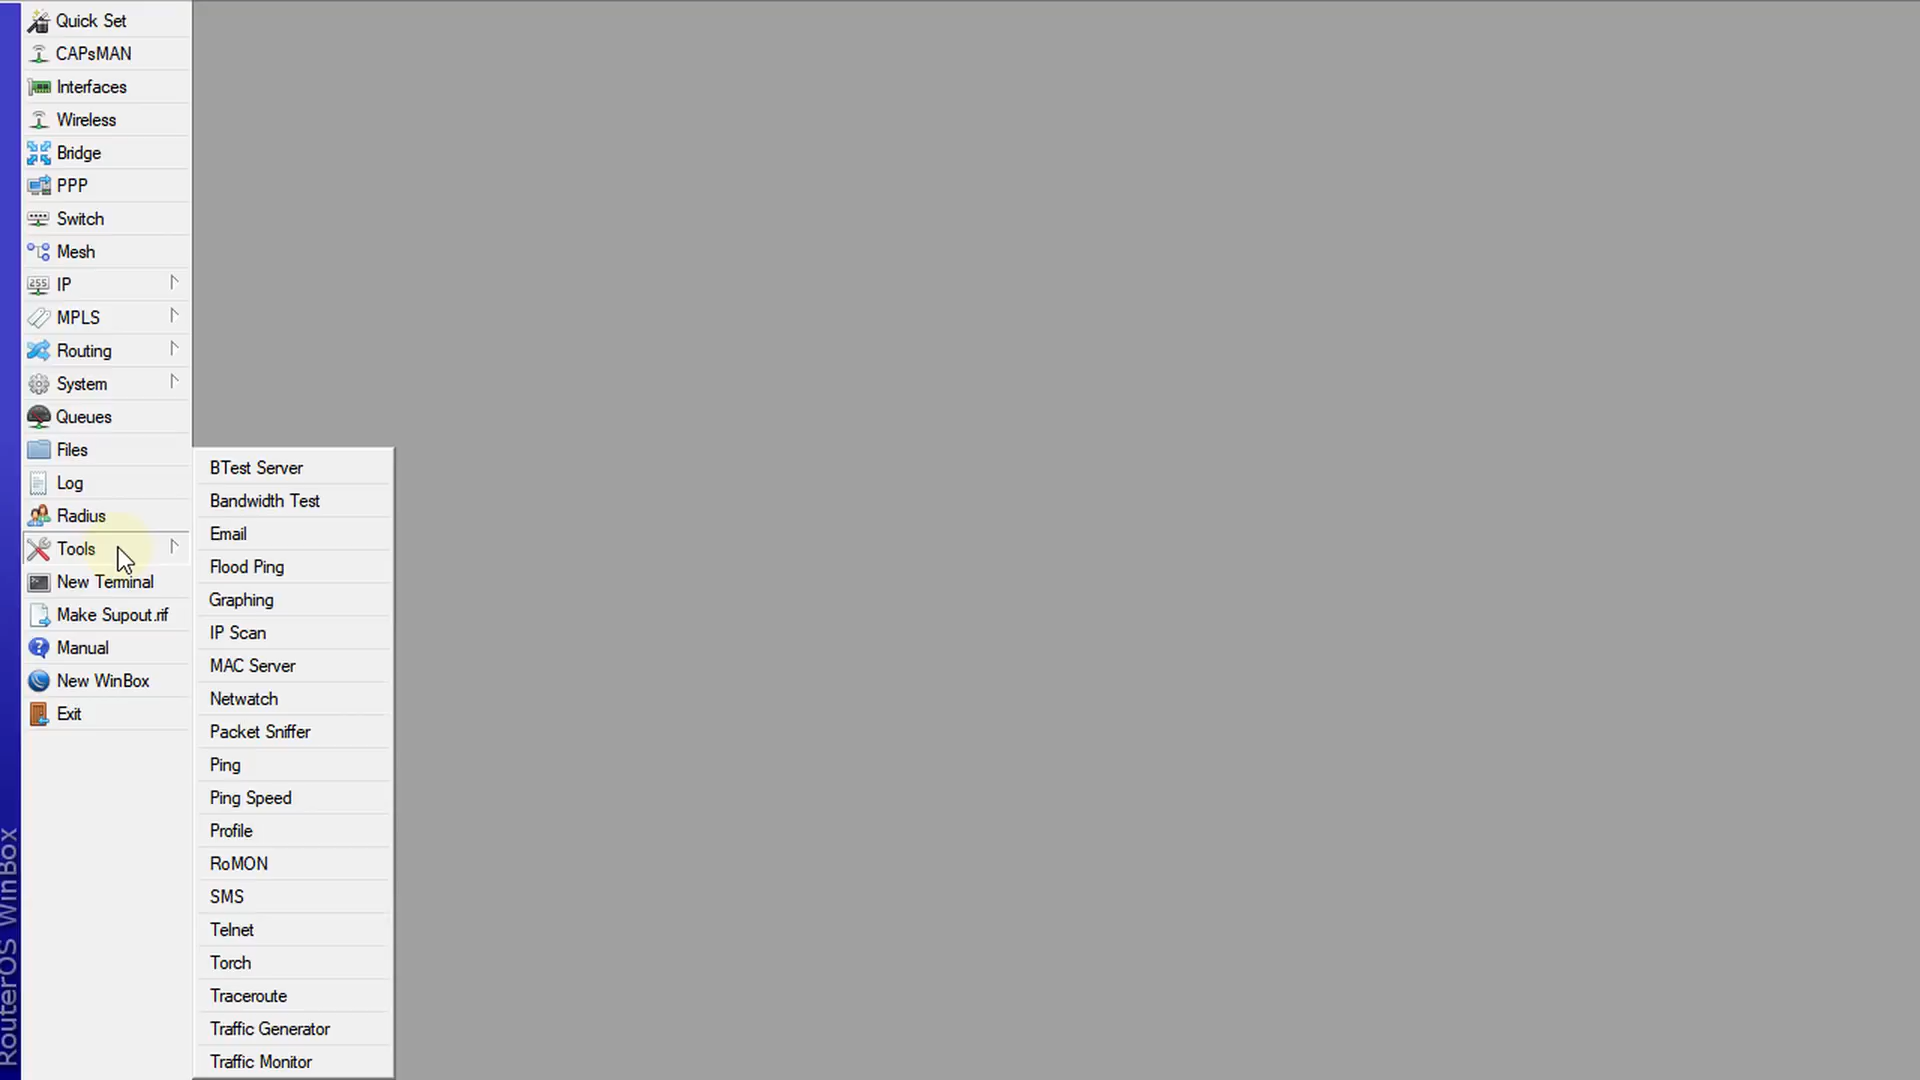 Quick Set
CAPsMAN
Interfaces
Wireless
Bridge
PPP
Switch
Mesh
255 IP
MPLS
Routing
System
Queues
Files
Log
Radius
Tools
New Terminal
Make Supout.rif
Manual
New WinBox
Exit
BTest Server
Bandwidth Test
Email
Flood Ping
Graphing
IP Scan
MAC Server
Netwatch
Packet Sniffer
Ping
Ping Speed
Profile
RoMON
SMS
Telnet
Torch
Traceroute
Traffic Generator
Traffic Monitor
RouterOS WinBox